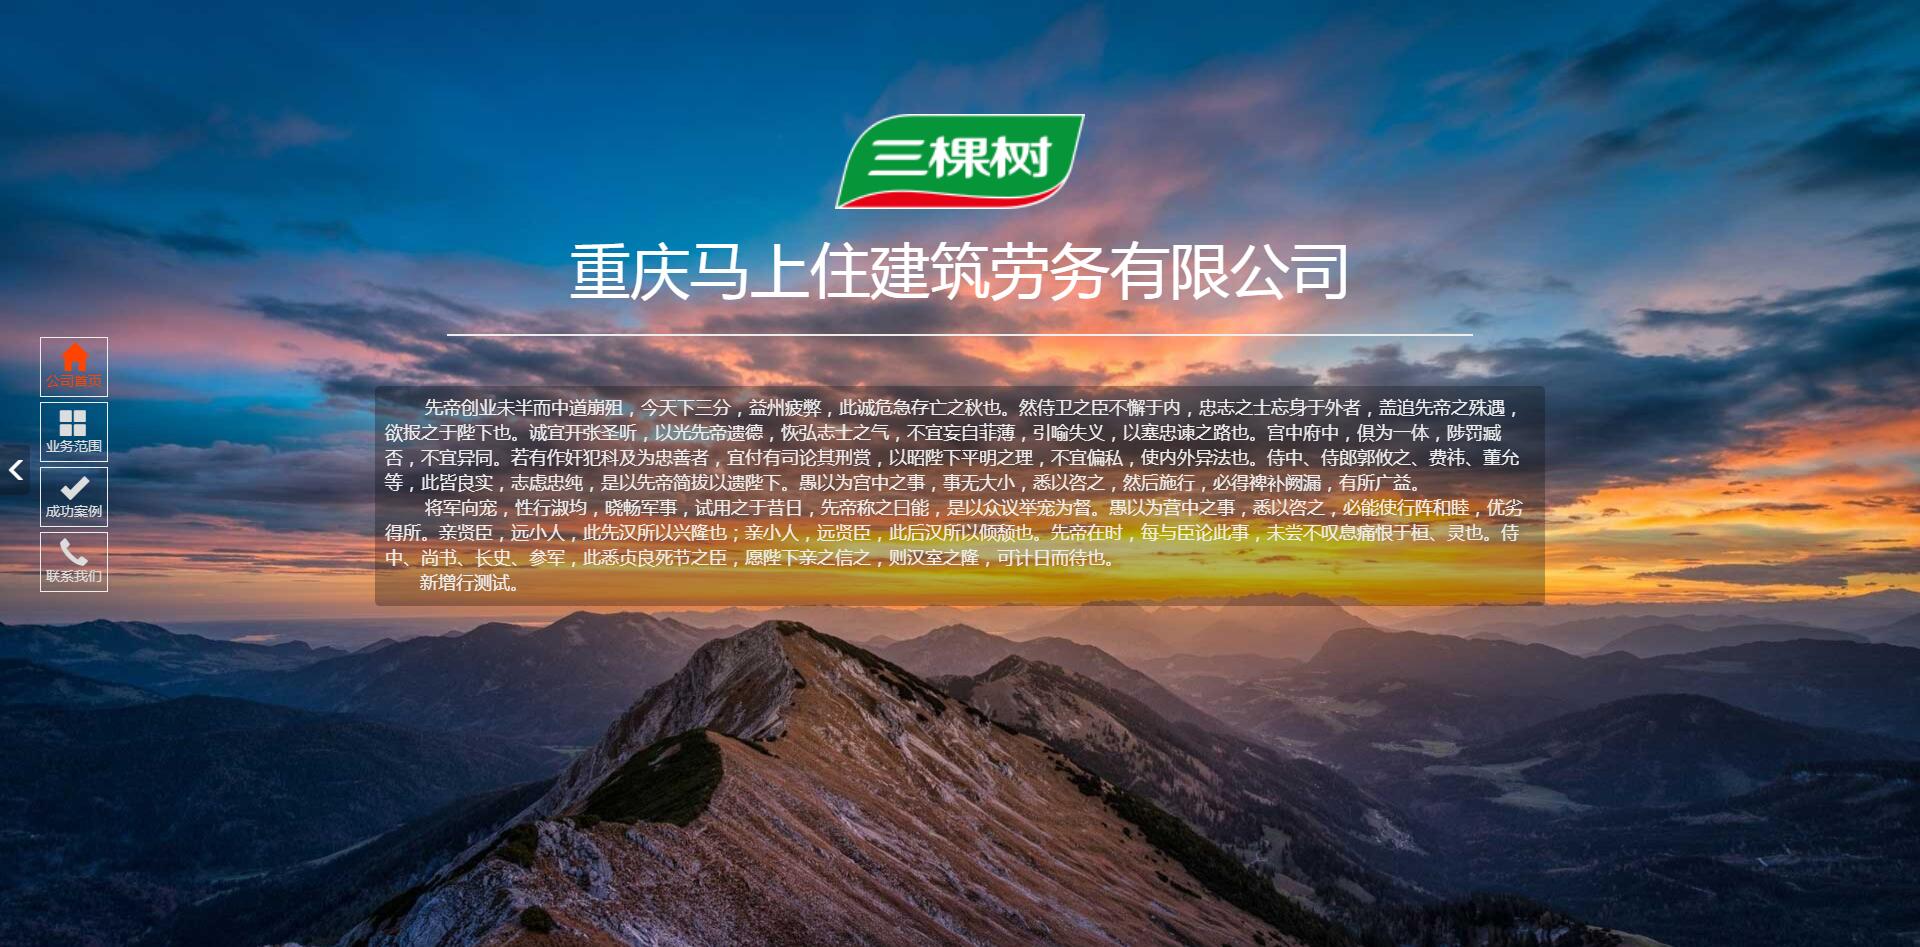 三棵树
重庆马上住建筑劳务有限公司
公司首页
业务范围
成功案例
联系我们
先帝创业未半而中道崩殂，今天下三分，益州疲弊，此诚危急存亡之秋也。然侍卫之臣不懈于内，忠志之士忘身于外者，盖追先帝之殊遇，
欲报之于陛下也。诚宜开张圣听，以光先帝遗德，恢弘志士之气，不宜妄自菲薄，引喻失义，以塞忠谏之路也。宫中府中，俱为一体，陟罚臧
否，不宜异同。若有作奸犯科及为忠善者，宜付有司论其刑赏，以昭陛下平明之理，不宜偏私，使内外异法也。侍中、侍郎郭攸之、费祎、董允
等，此皆良实，志虑忠纯，是以先帝简拔以遗陛下。愚以为宫中之事，事无大小，悉以咨之，然后施行，必得裨补阙漏，有所广益。
将军向宠，性行淑均，晓畅军事，试用之于昔日，先帝称之曰能，是以众议举宠为督。愚以为营中之事，悉以咨之，必能使行阵和睦，优劣
得所。亲贤臣，远小人，此先汉所以兴隆也；亲小人，远贤臣，此后汉所以倾颓也。先帝在时，每与臣论此事，未尝不叹息痛恨于桓、灵也。侍
中、尚书、长史、参军，此悉贞良死节之臣，愿陛下亲之信之，则汉室之隆，可计日而待也。
新增行测试。